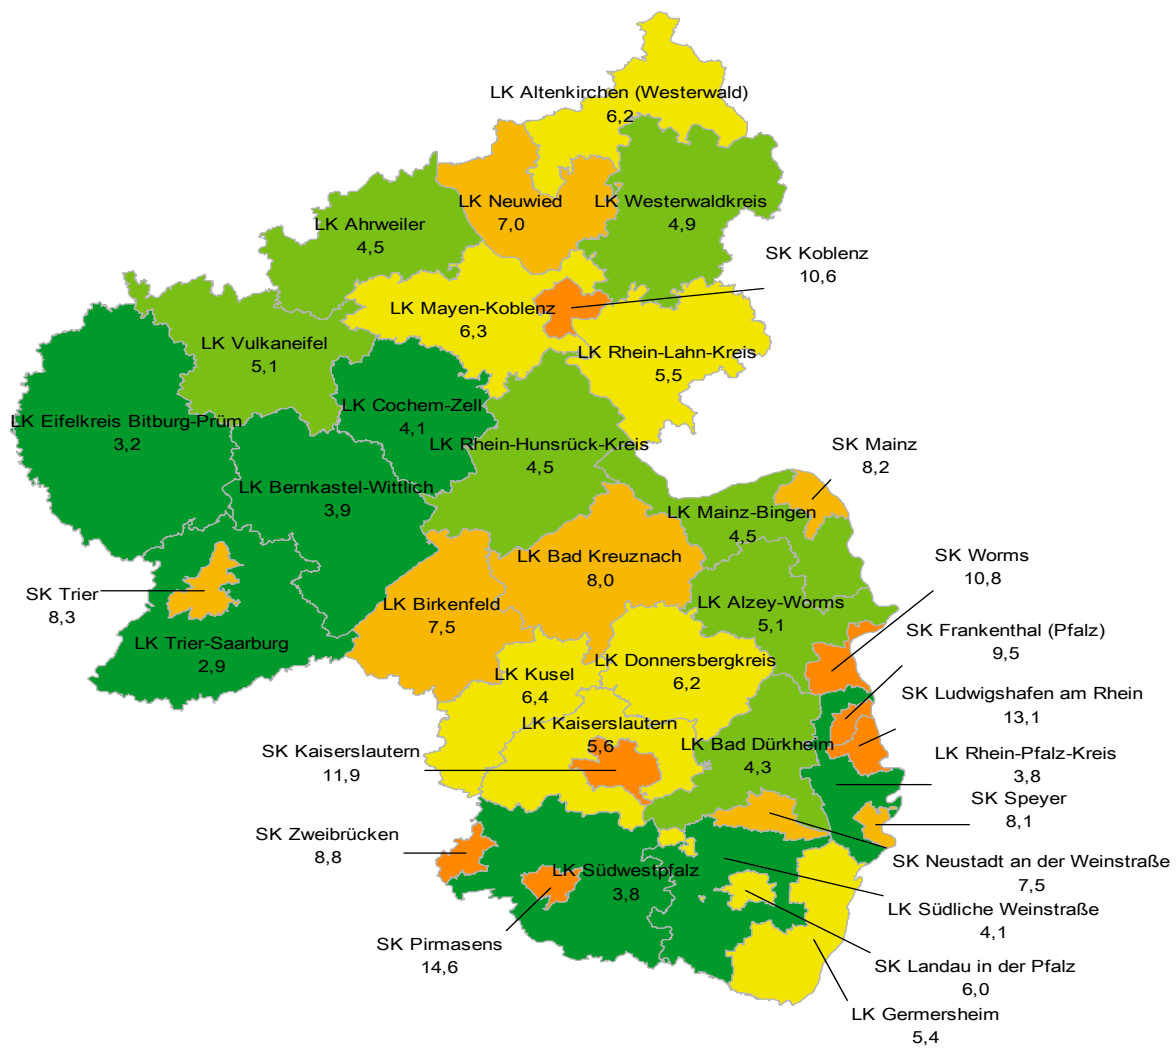 LK Altenkirchen (Westerwald)
6,2
LK Neuwied
7,0
LK Westerwaldkreis
4,9
LK Ahrweiler
4,5
SK Koblenz
10,6
LK Mayen-Koblenz
6,3
LK Vulkaneifel
5,1
LK Rhein-Lahn-Kreis
5,5
LK Cochem-Zell
4,1
LK Eifelkreis Bitburg-Prüm
3,2
LK Rhein-Hunsrück-Kreis
4,5
SK Mainz
8,2
LK Bernkastel-Wittlich
3,9
LK Mainz-Bingen
4,5
LK Bad Kreuznach
8,0
SK Worms
10,8
SK Trier
8,3
LK Birkenfeld
7,5
LK Alzey-Worms
5,1
SK Frankenthal (Pfalz)
9,5
LK Trier-Saarburg
2,9
LK Kusel
6,4
LK Donnersbergkreis
6,2
SK Ludwigshafen am Rhein
13,1
LK Kaiserslautern
5,6
SK Kaiserslautern
11,9
LK Bad Dürkheim
4,3
LK Rhein-Pfalz-Kreis
3,8
SK Speyer
8,1
SK Zweibrücken
8,8
SK Neustadt an der Weinstraße
7,5
LK Südwestpfalz
3,8
LK Südliche Weinstraße
4,1
SK Pirmasens
14,6
SK Landau in der Pfalz
6,0
LK Germersheim
5,4